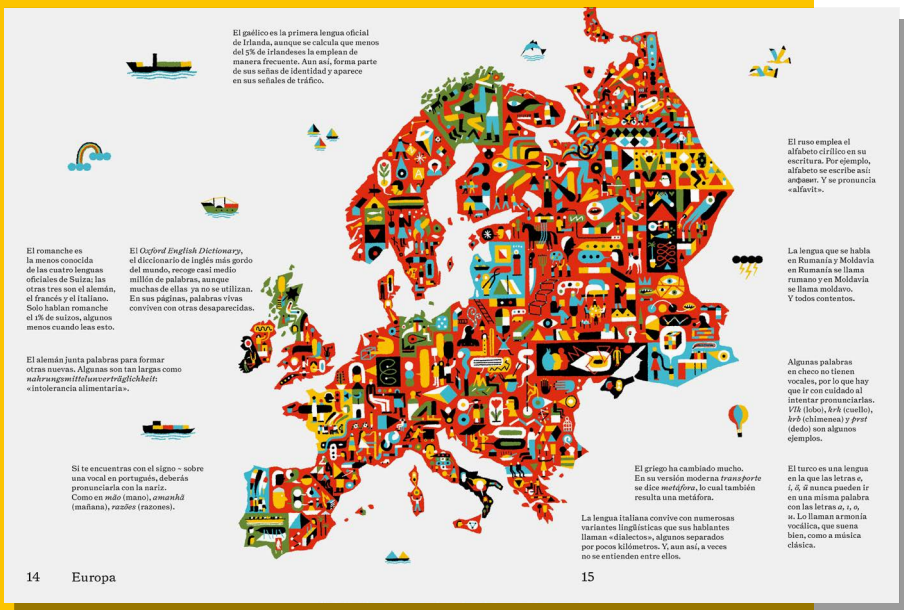 El gaélico es la primera lengua oficial
de Irlanda, aunque se calcula que menos
del 5% de irlandeses la emplean de
manera frecuente. Aun así, forma parte
de sus señas de identidad y aparece
en sus señales de tráfico.
El ruso emplea el
alfabeto cirílico en su
escritura. Por ejemplo,
alfabeto se escribe así:
алфавит. Y se pronuncia
«alfavit».
El romanche es
la menos conocida
de las cuatro lenguas
oficiales de Suiza; las
otras tres son el alemán,
el francés y el italiano.
Solo hablan romanche
el 1% de suizos, algunos
menos cuando leas esto.
El Oxford English Dictionary,
el diccionario de inglés más gordo
del mundo, recoge casi medio
millón de palabras, aunque
muchas de ellas ya no se utilizan.
En sus páginas, palabras vivas
conviven con otras desaparecidas.
La lengua que se habla
en Rumanía y Moldavia
en Rumanía se llama
rumano y en Moldavia
se llama moldavo.
Y todos contentos.
El alemán junta palabras para formar
otras nuevas. Algunas son tan largas como
nahrungsmittelunverträglichkeit:
«intolerancia alimentaria».
Algunas palabras
en checo no tienen
vocales, por lo que hay
que ir con cuidado al
intentar pronunciarlas.
Vlk (lobo), krk (cuello),
krb (chimenea) y prst
(dedo) son algunos
ejemplos.
Si te encuentras con el signo ~ sobre
una vocal en portugués, deberás
pronunciarla con la nariz.
Como en mão (mano), amanhã
(mañana), razões (razones).
El griego ha cambiado mucho.
En su versión moderna transporte
se dice metáfora, lo cual también
resulta una metáfora.
La lengua italiana convive con numerosas
variantes lingüísticas que sus hablantes
llaman «dialectos», algunos separados
por pocos kilómetros. Y, aun así, a veces
no se entienden entre ellos.
El turco es una lengua
en la que las letras e,
i, ö, ü nunca pueden ir
en una misma palabra
con las letras a, ı, o,
u. Lo llaman armonía
vocálica, que suena
bien, como a música
clásica.
14 Europa
15